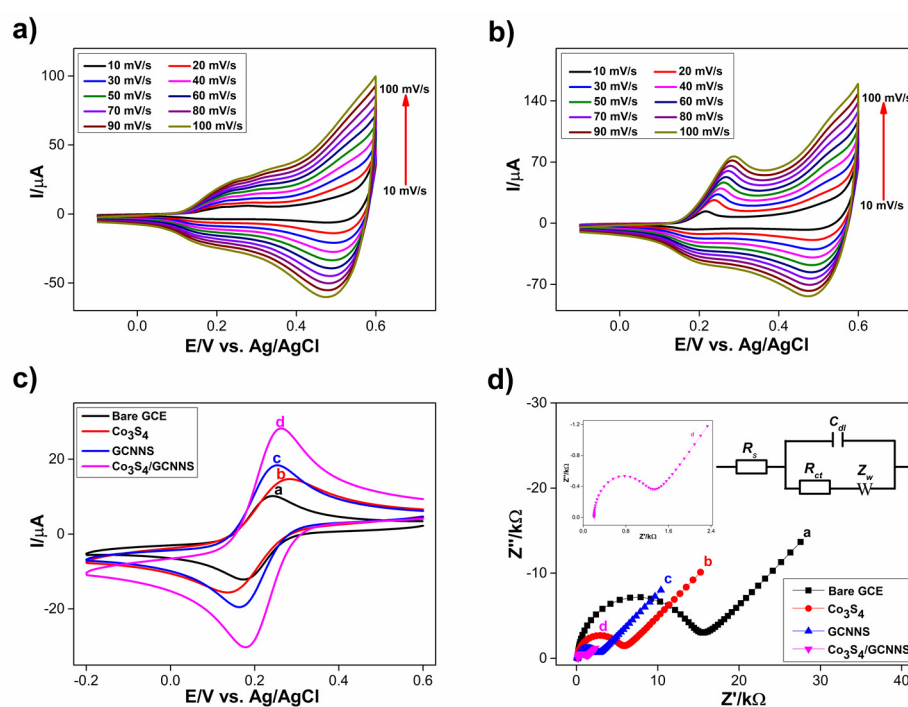 a)
100
50
0
-50
I/μA
10 mV/s 20 mV/s
30 mV/s 40 mV/s
50 mV/s 60 mV/s
70 mV/s 80 mV/s
90 mV/s 100 mV/s
100 mV/s
10 mV/s
0.0 0.2 0.4 0.6
E/V vs. Ag/AgCl
b)
140
70
0
-70
I/μA
10 mV/s 20 mV/s
30 mV/s 40 mV/s
50 mV/s 60 mV/s
70 mV/s 80 mV/s
90 mV/s 100 mV/s
100 mV/s
10 mV/s
0.0 0.2 0.4 0.6
E/V vs. Ag/AgCl
c)
20
0
-20
I/μA
Bare GCE
Co3S4
GCNNS
Co3S4/GCNNS
d
c
b
a
-0.2 0.0 0.2 0.4 0.6
E/V vs. Ag/AgCl
d)
-30
-20
-10
0
Z''/kΩ
-1.2
-0.8
-0.4
0.0
Z''/kΩ
d
0.0 0.8 1.6 2.4
Z'/kΩ
Cdl
Rs
Rct Zw
a
b
c
d
Bare GCE
Co3S4
GCNNS
Co3S4/GCNNS
0 10 20 30 40
Z'/kΩ